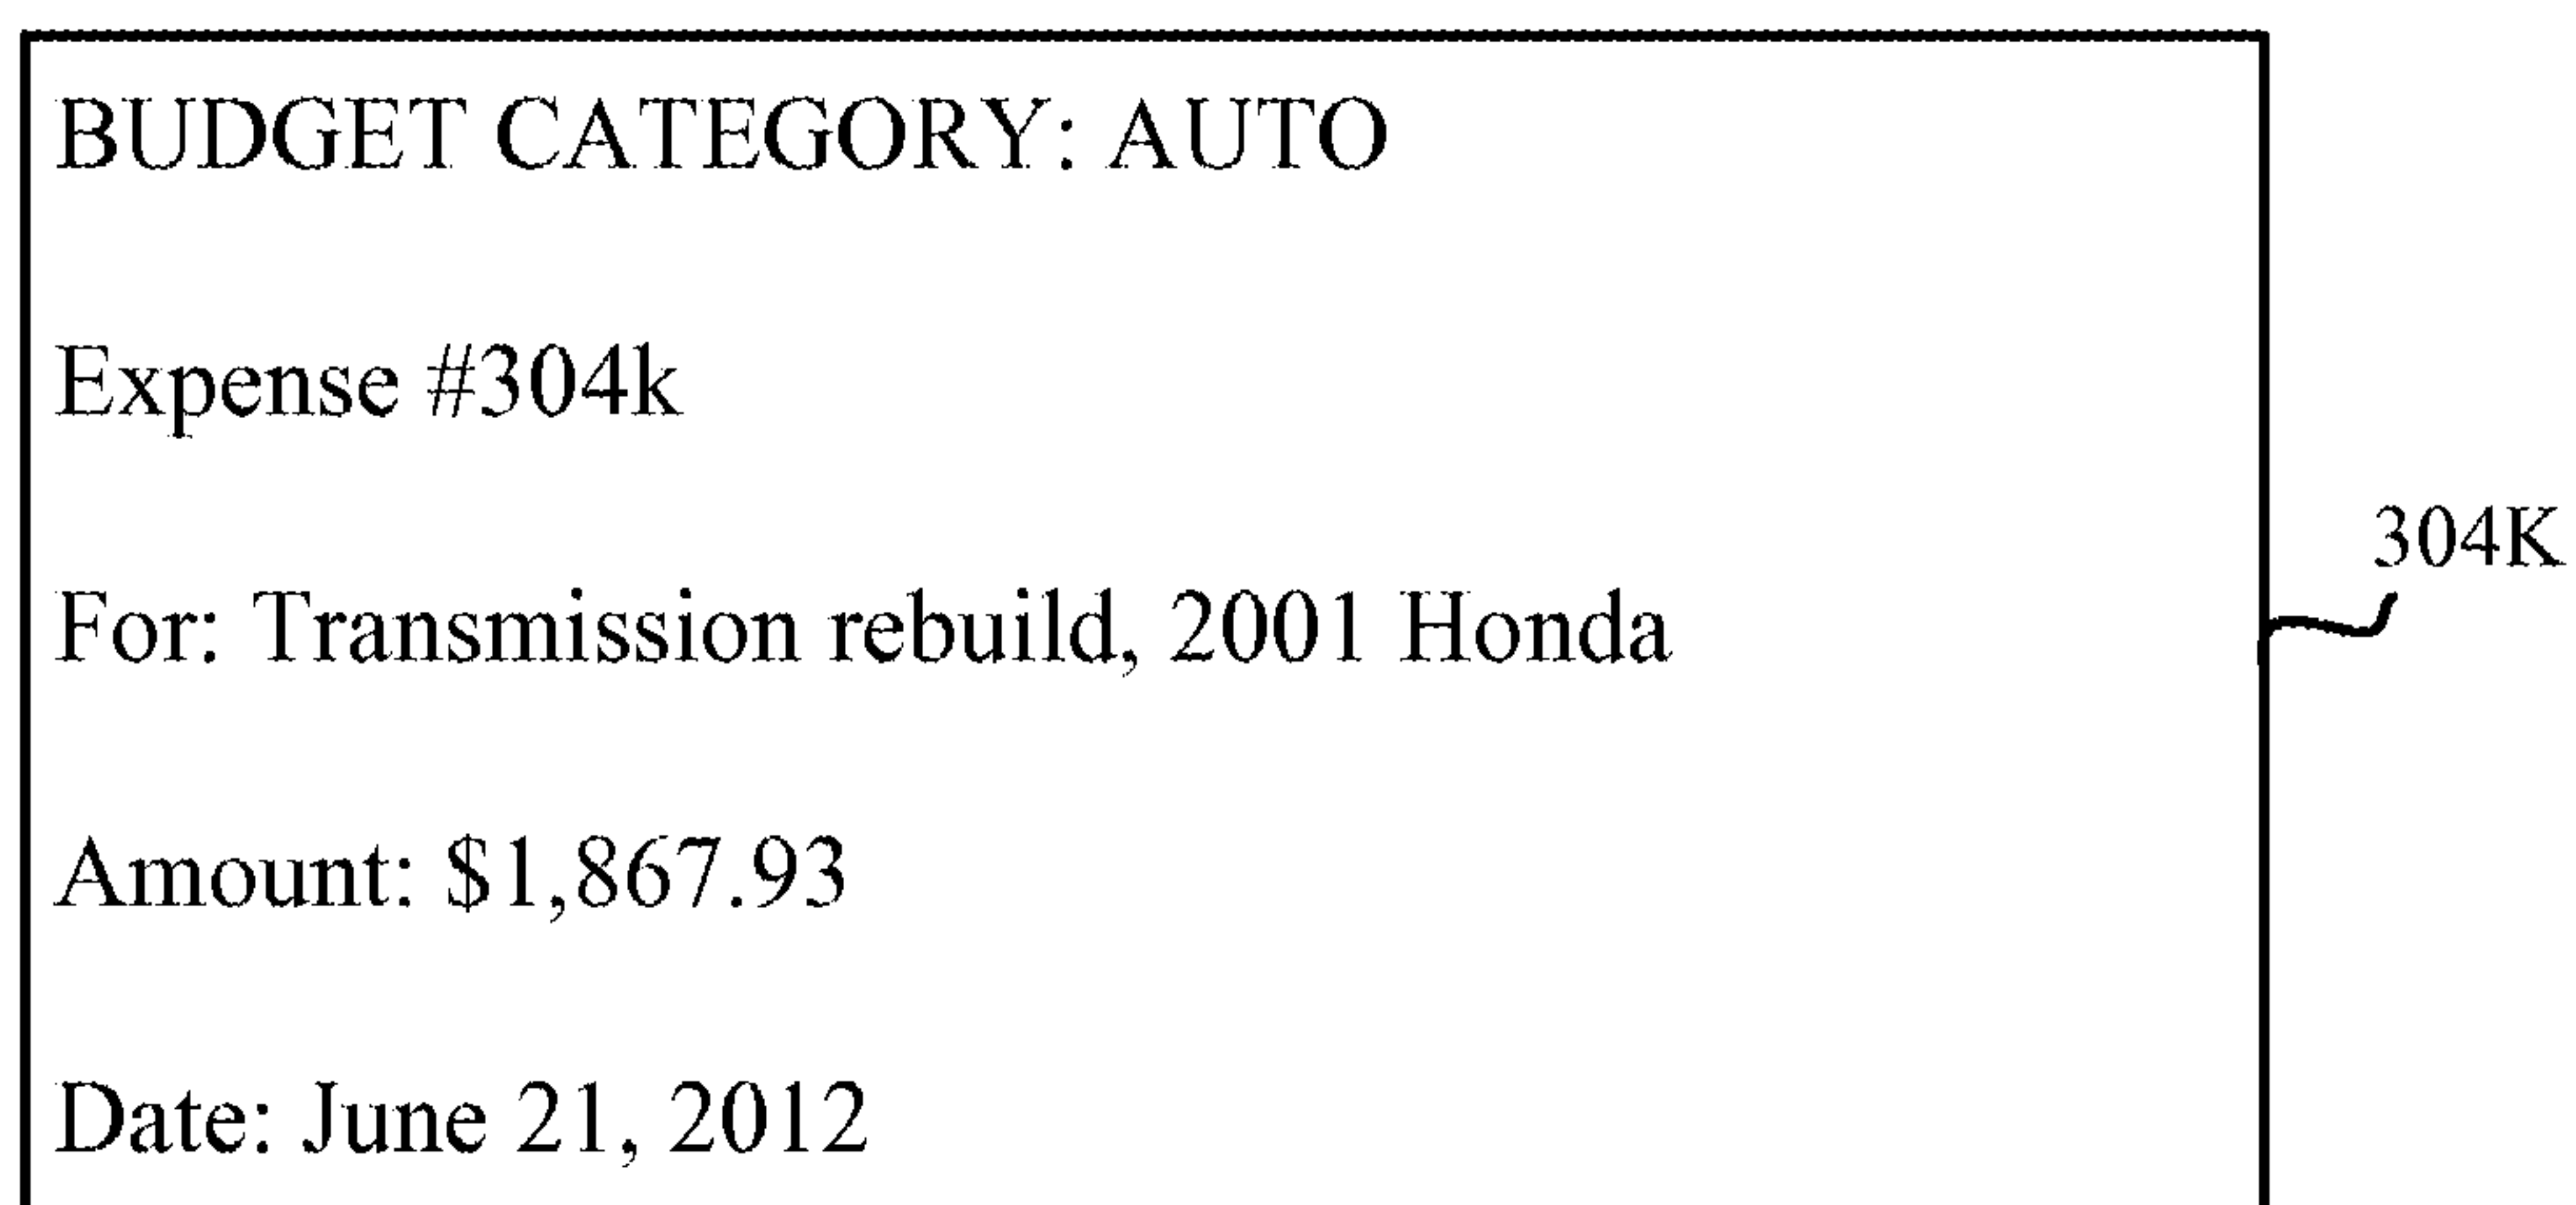 BUDGET CATEGORY: AUTO
Expense #304k
304K
For: Transmission rebuild, 2001 Honda
Amount: $1,867.93
Date: June 21, 2012